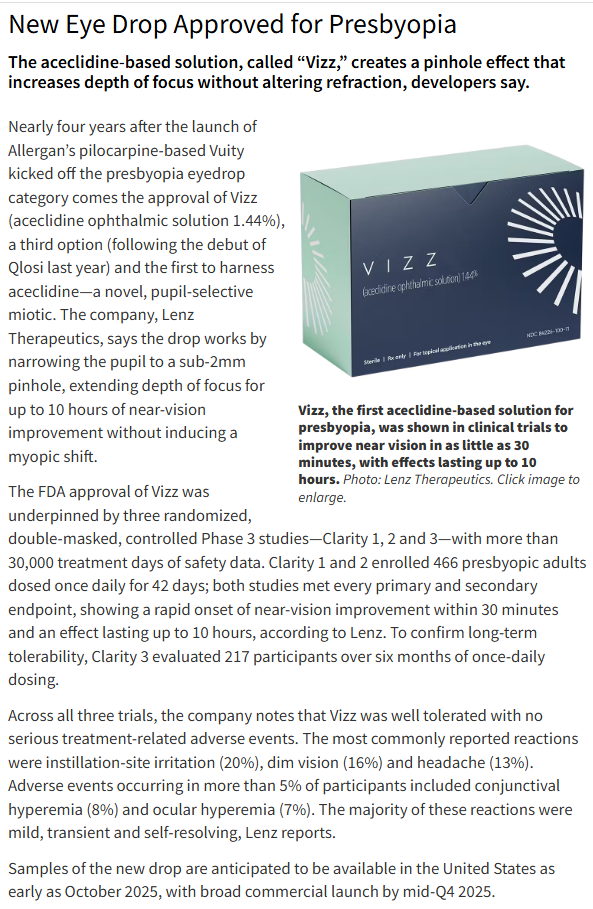 New Eye Drop Approved for Presbyopia
The aceclidine-based solution, called “Vizz,” creates a pinhole effect that
increases depth of focus without altering refraction, developers say.
Nearly four years after the launch of
Allergan’s pilocarpine-based Vuity
kicked off the presbyopia eyedrop
category comes the approval of Vizz
(aceclidine ophthalmic solution 1.44%),
a third option (following the debut of
Qlosi last year) and the first to harness
aceclidine—a novel, pupil-selective
miotic. The company, Lenz
Therapeutics, says the drop works by
narrowing the pupil to a sub-2mm
pinhole, extending depth of focus for
up to 10 hours of near-vision
improvement without inducing a
myopic shift.
VIZZ
(aceclidine ophthalmic solution) 1.44%
Sterile | Rx only | For topical application in the eye
Vizz, the first aceclidine-based solution for
presbyopia, was shown in clinical trials to
improve near vision in as little as 30
minutes, with effects lasting up to 10
hours. Photo: Lenz Therapeutics. Click image to
enlarge.
The FDA approval of Vizz was
underpinned by three randomized,
double-masked, controlled Phase 3 studies—Clarity 1, 2 and 3—with more than
30,000 treatment days of safety data. Clarity 1 and 2 enrolled 466 presbyopic adults
dosed once daily for 42 days; both studies met every primary and secondary
endpoint, showing a rapid onset of near-vision improvement within 30 minutes
and an effect lasting up to 10 hours, according to Lenz. To confirm long-term
tolerability, Clarity 3 evaluated 217 participants over six months of once-daily
dosing.
Across all three trials, the company notes that Vizz was well tolerated with no
serious treatment-related adverse events. The most commonly reported reactions
were instillation-site irritation (20%), dim vision (16%) and headache (13%).
Adverse events occurring in more than 5% of participants included conjunctival
hyperemia (8%) and ocular hyperemia (7%). The majority of these reactions were
mild, transient and self-resolving, Lenz reports.
Samples of the new drop are anticipated to be available in the United States as
early as October 2025, with broad commercial launch by mid-Q4 2025.